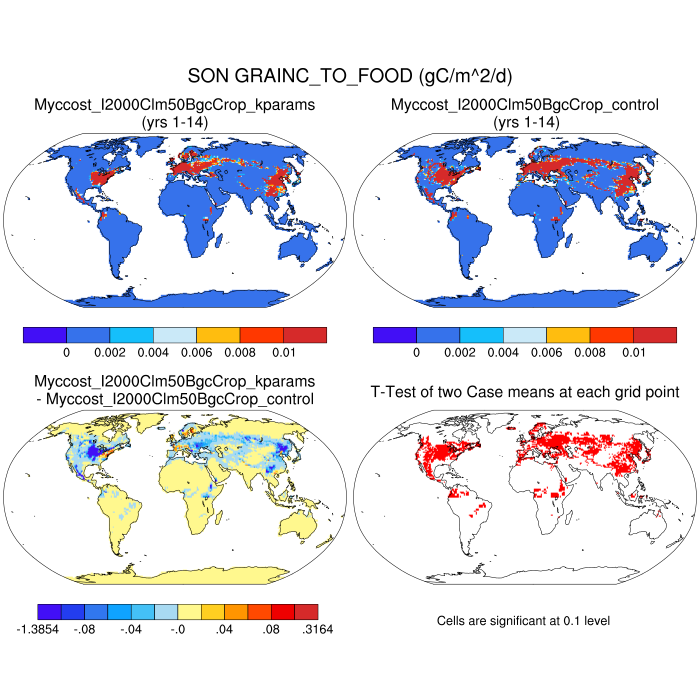 SON GRAINC_TO_FOOD (gC/m^2/d)
Myccost_I2000Clm50BgcCrop_kparams
(yrs 1-14)
Myccost_I2000Clm50BgcCrop_control
(yrs 1-14)
0 0.002 0.004 0.006 0.008 0.01
0 0.002 0.004 0.006 0.008 0.01
Myccost_I2000Clm50BgcCrop_kparams
- Myccost_I2000Clm50BgcCrop_control
T-Test of two Case means at each grid point
-1.3854 -.08 -.04 -.0 .04 .08 .3164
Cells are significant at 0.1 level